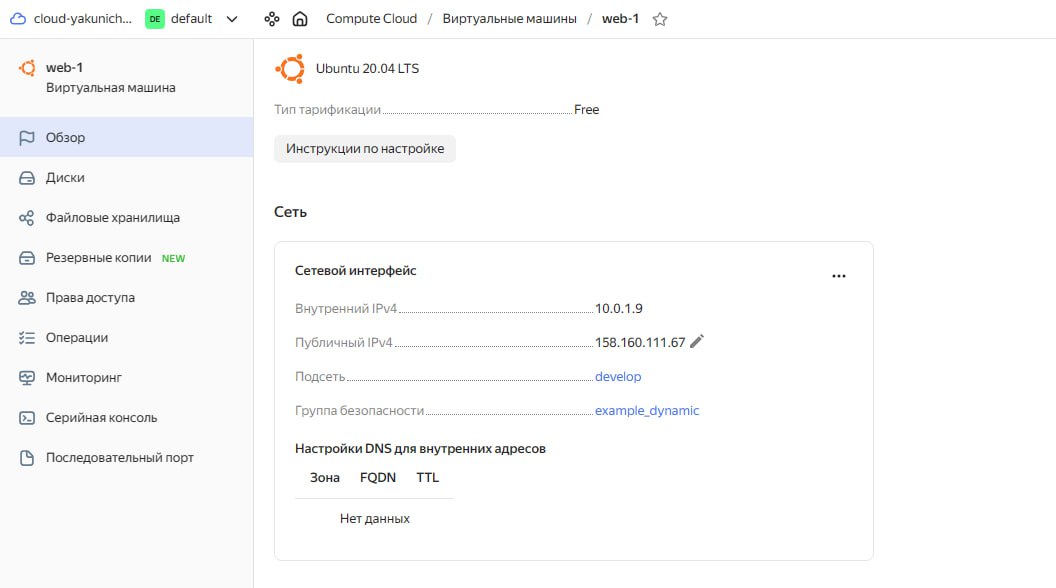 cloud-yakunich... DE default Compute Cloud / Виртуальные машины / web-1
web-1
Виртуальная машина
Обзор
Диски
Файловые хранилища
Резервные копии NEW
Права доступа
Операции
Мониторинг
Серийная консоль
Последовательный порт
Ubuntu 20.04 LTS
Тип тарификации Free
Инструкции по настройке
Сеть
Сетевой интерфейс
Внутренний IPv4 10.0.1.9
Публичный IPv4 158.160.111.67
Подсеть develop
Группа безопасности example_dynamic
Настройки DNS для внутренних адресов
Зона FQDN TTL
Нет данных